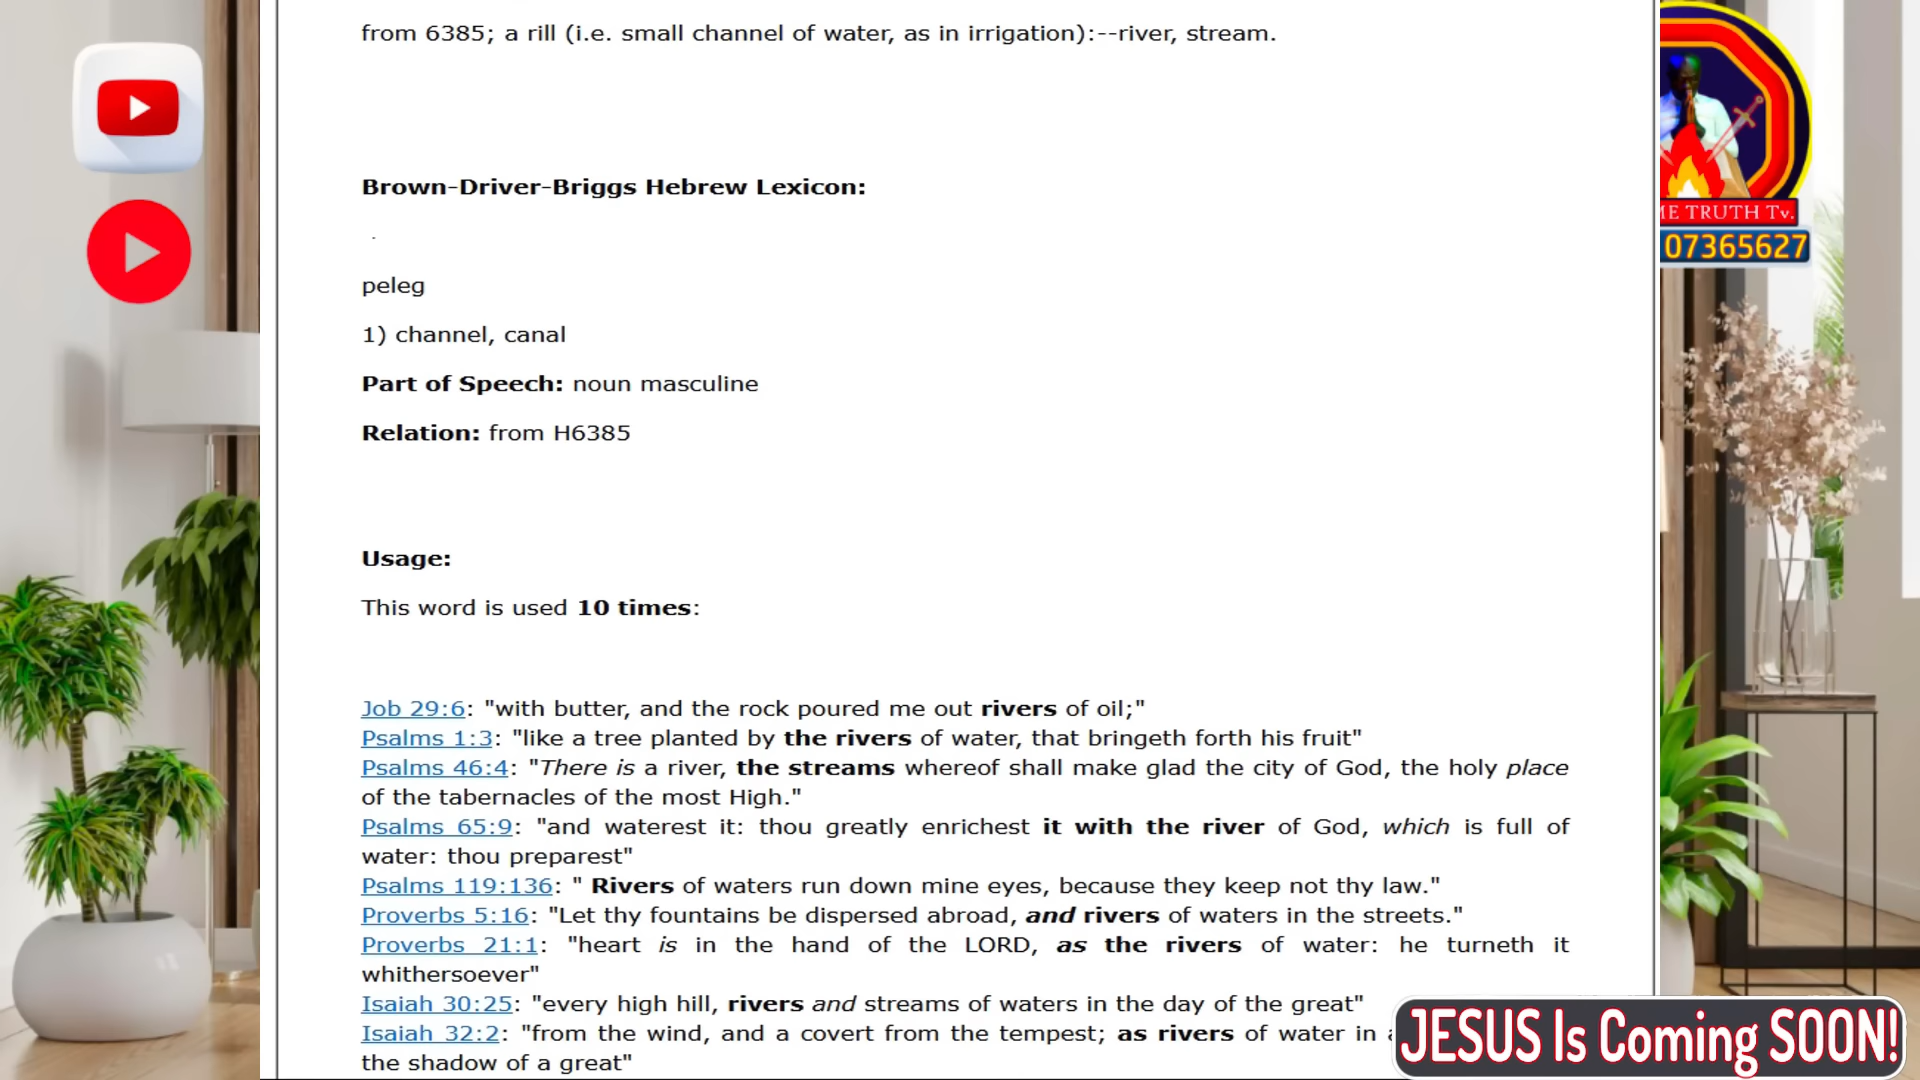 from 6385; a rill (i.e. small channel of water, as in irrigation):--river, stream.
Brown-Driver-Briggs Hebrew Lexicon:
peleg
1) channel, canal
Part of Speech: noun masculine
Relation: from H6385
Usage:
This word is used 10 times:
Job 29:6: "with butter, and the rock poured me out rivers of oil;"
Psalms 1:3: "like a tree planted by the rivers of water, that bringeth forth his fruit"
Psalms 46:4: "There is a river, the streams whereof shall make glad the city of God, the holy place
of the tabernacles of the most High."
Psalms 65:9: "and waterest it: thou greatly enrichest it with the river of God, which is full of
water: thou preparest"
Psalms 119:136: " Rivers of waters run down mine eyes, because they keep not thy law."
Proverbs 5:16: "Let thy fountains be dispersed abroad, and rivers of waters in the streets."
Proverbs 21:1: "heart is in the hand of the LORD, as the rivers of water: he turneth it
whithersoever"
Isaiah 30:25: "every high hill, rivers and streams of waters in the day of the great"
Isaiah 32:2: "from the wind, and a covert from the tempest; as rivers of water in
the shadow of a great"
ME TRUTH Tv.
07365627
JESUS Is Coming SOON!